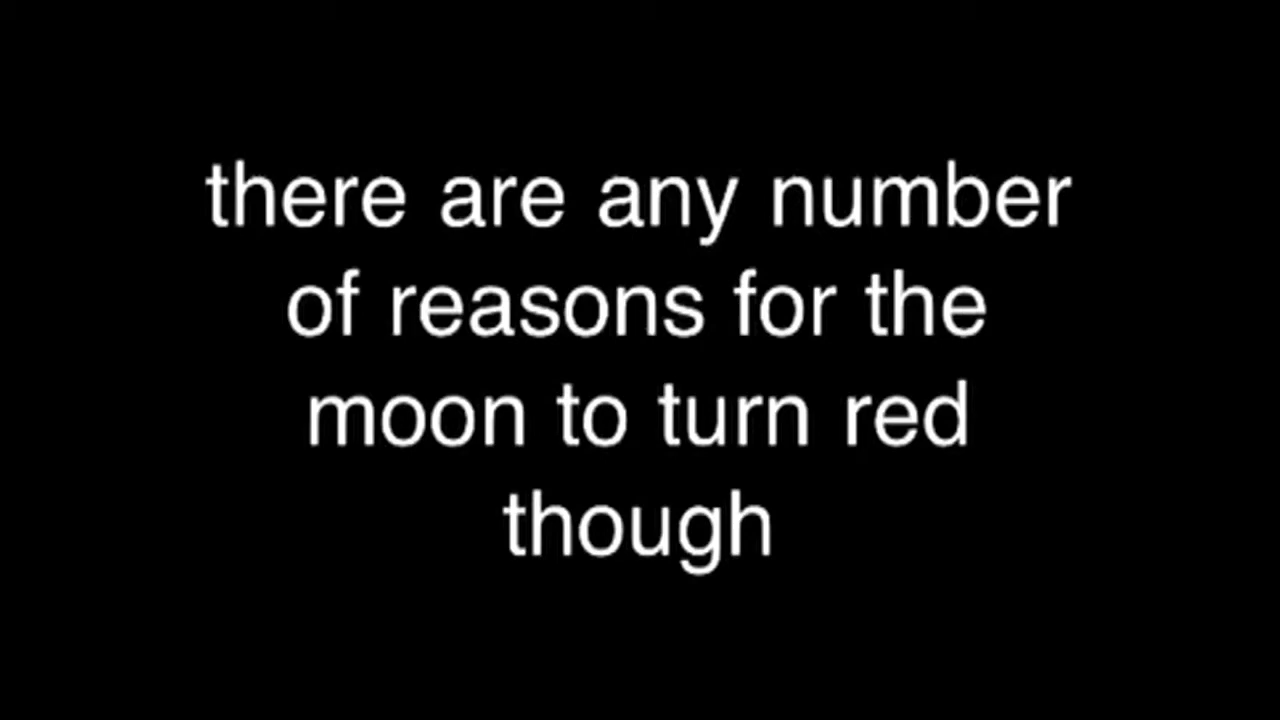 there are any number
of reasons for the
moon to turn red
though